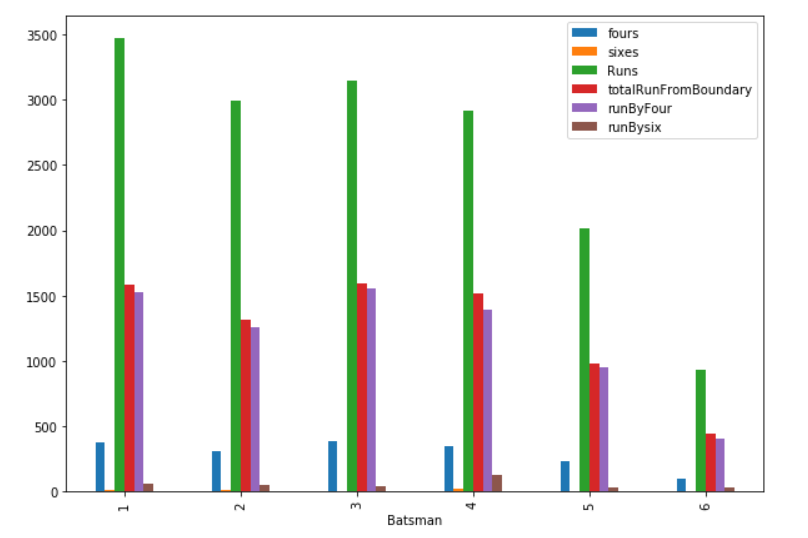 3500
3000
2500
2000
1500
1000
500
0
fours
sixes
Runs
totalRunFromBoundary
runByFour
runBysix
1 2 3 4 5 6
Batsman